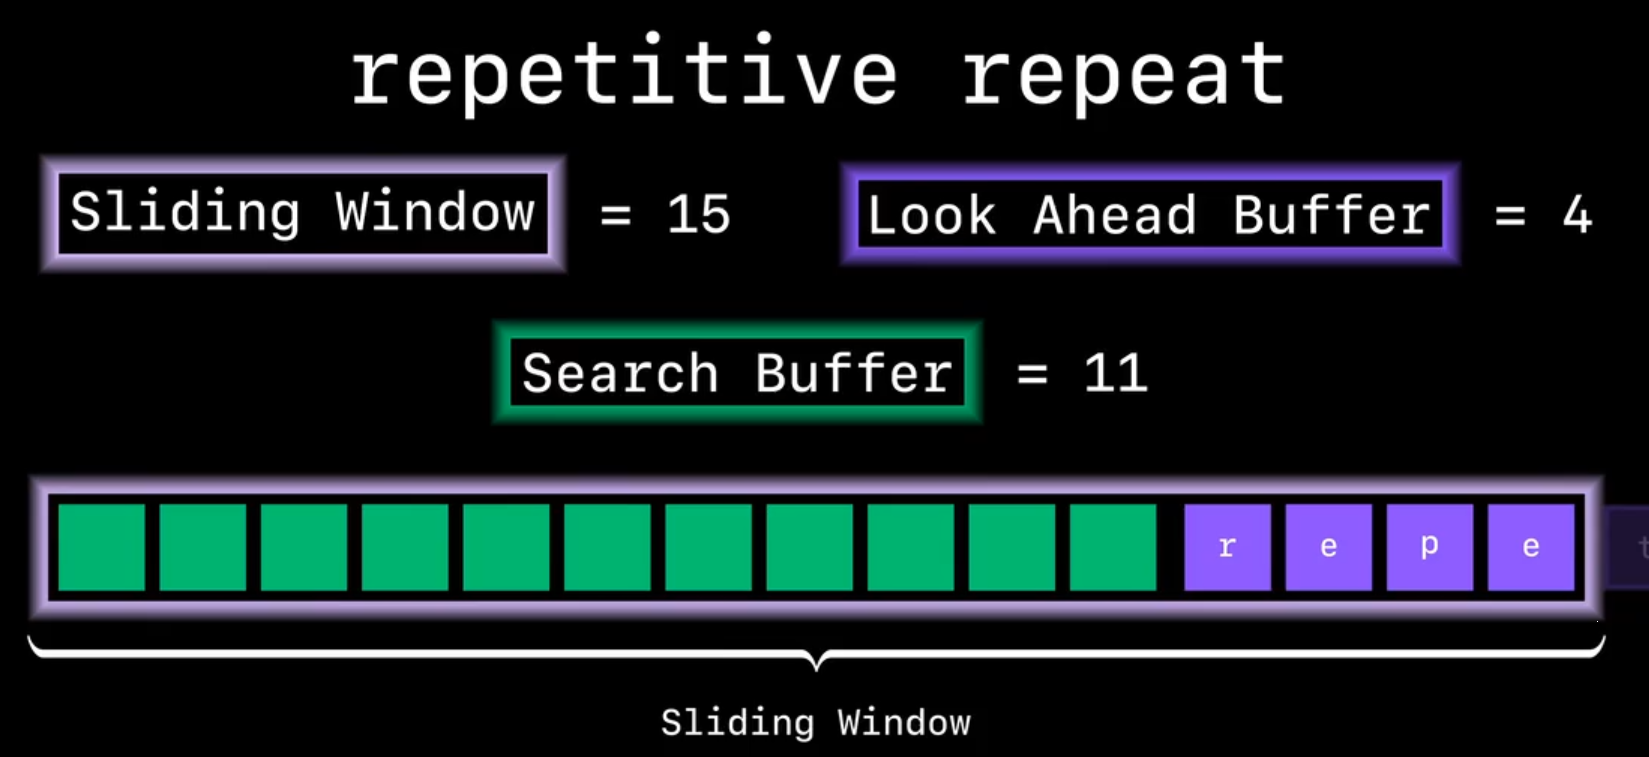 repetitive repeat
Sliding Window = 15 Look Ahead Buffer = 4
Search Buffer = 11
r e p e t
Sliding Window